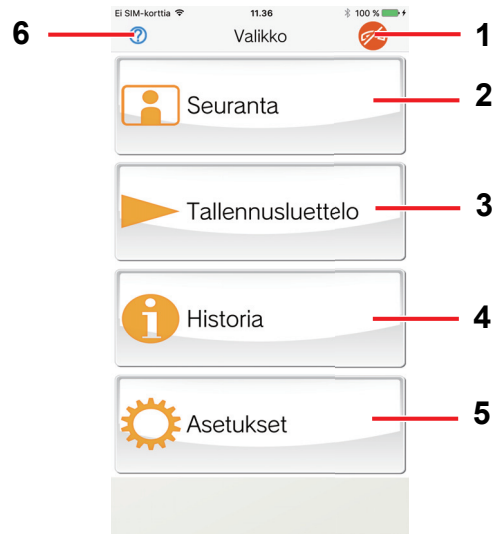 Ei SIM-korttia 11.36 100 %
6 Valikko 1
Seuranta 2
Tallennusluettelo 3
Historia 4
Asetukset 5